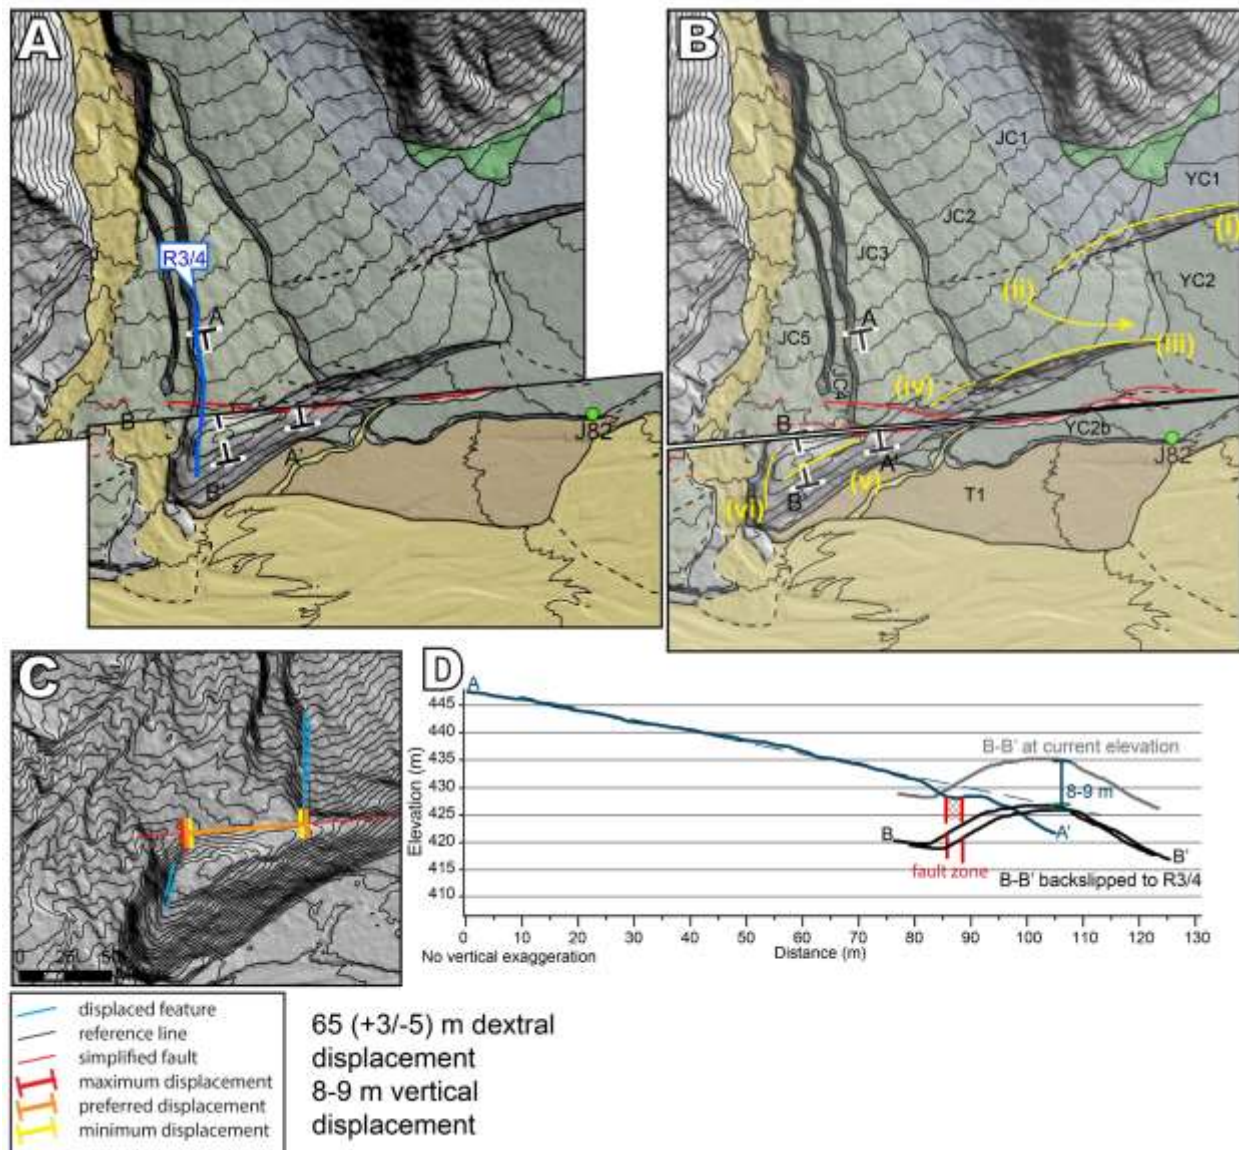 A
R3/4
A
B
A'
B'
J82
B
JC1
YC1
JC2
(i)
JC3
YC2
(ii)
A
(iii)
JC5
(iv)
JC4
B
YC2b
A'
J82
(v)
B'
T1
(vi)
C
0 25 50
D
A
445
440
435
430
425
420
415
410
Elevation (m)
B-B' at current elevation
8-9 m
B
A'
B'
fault zone
B-B' backslipped to R3/4
0 10 20 30 40 50 60 70 80 90 100 110 120 130
No vertical exaggeration
Distance (m)
displaced feature
reference line
simplified fault
maximum displacement
preferred displacement
minimum displacement
65 (+3/-5) m dextral
displacement
8-9 m vertical
displacement